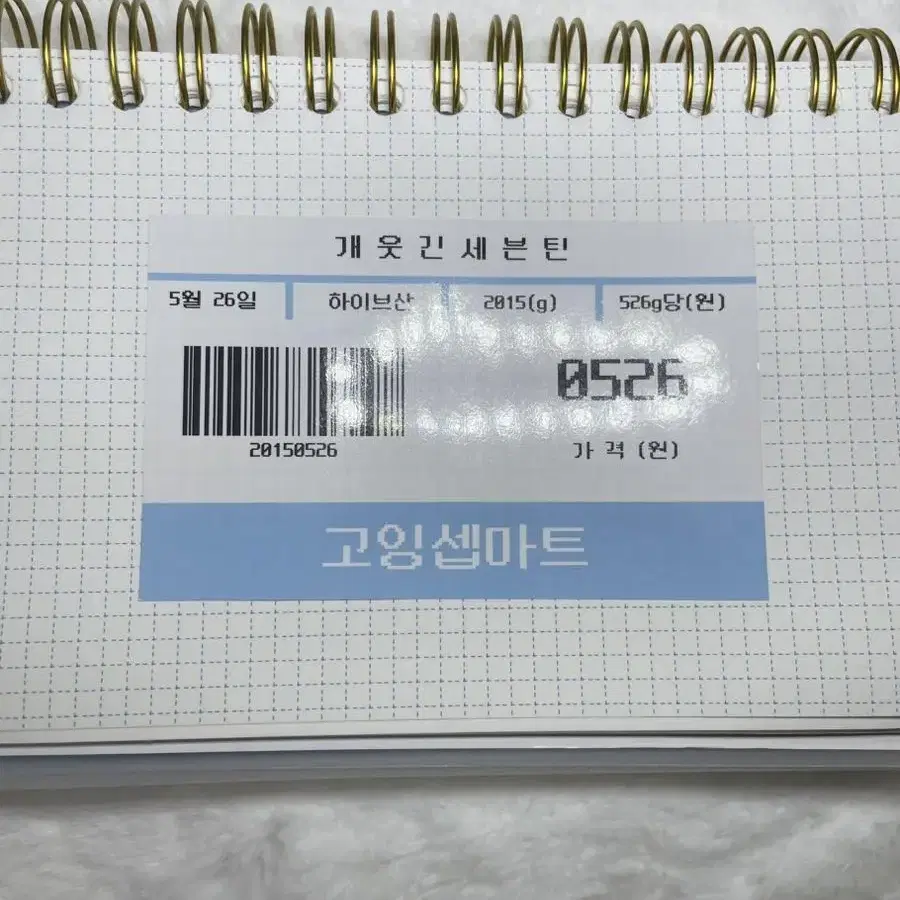 개웃긴세븐틴
5월 26일 하이브산 2015(g) 526g당(원)
0526
20150526 가격(원)
고잉셉마트